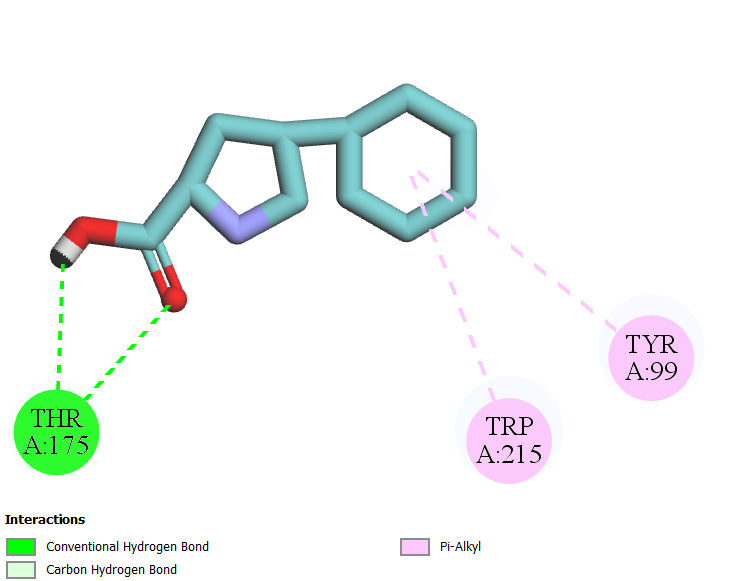 THR
A:175
TYR
A:99
TRP
A:215
Interactions
Conventional Hydrogen Bond
Carbon Hydrogen Bond
Pi-Alkyl